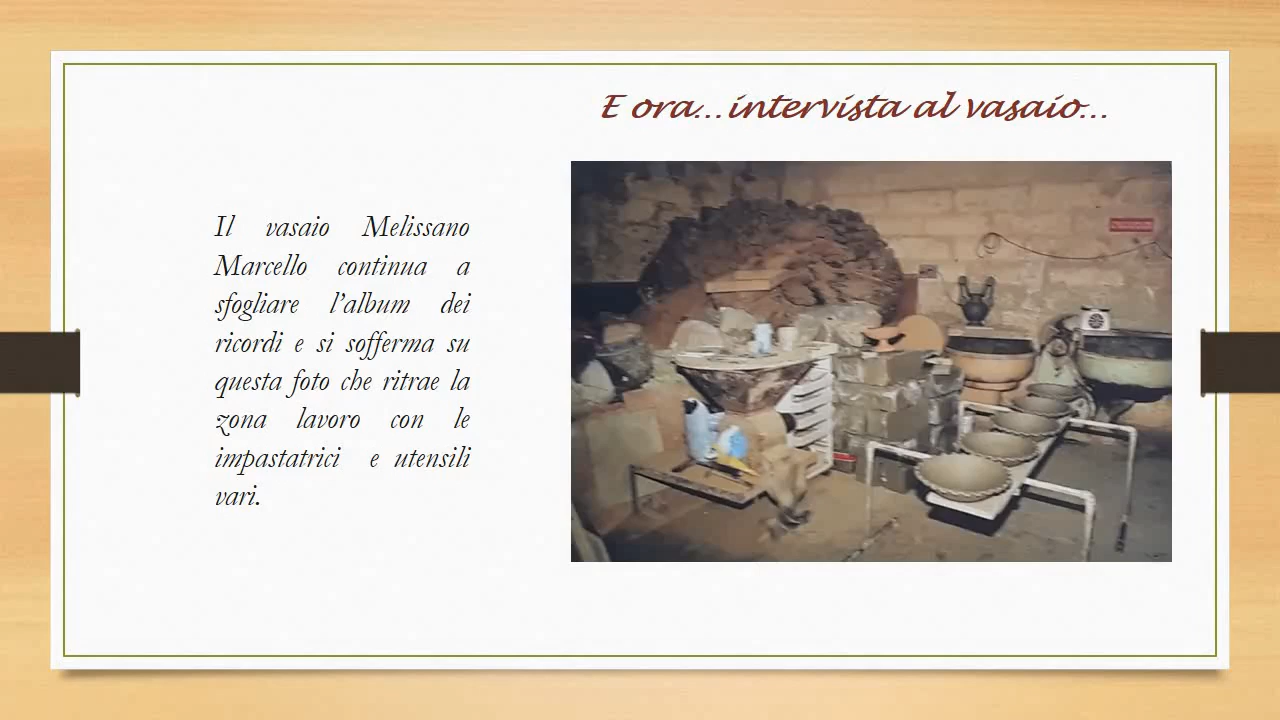 E ora...intervista al vasaio...
Il vasaio Melissano
Marcello continua a
sfogliare l'album dei
ricordi e si sofferma su
questa foto che ritrae la
zona lavoro con le
impastatrici e utensili
vari.